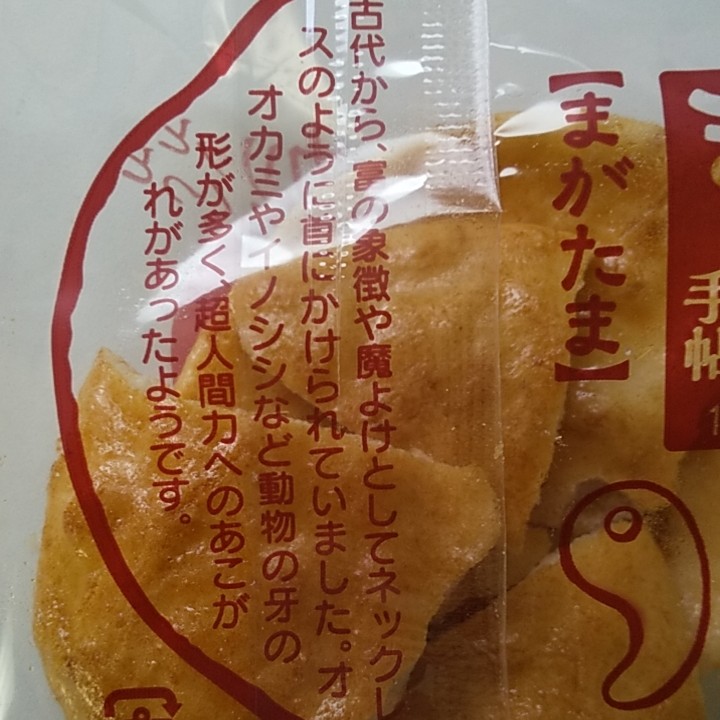 手帖
【まがたま】
古代から、富の象徴や魔よけとしてネックレ
スのように首にかけられていました。オ
オカミやイノシシなど動物の牙の
形が多く、超人間力へのあこが
れがあったようです。